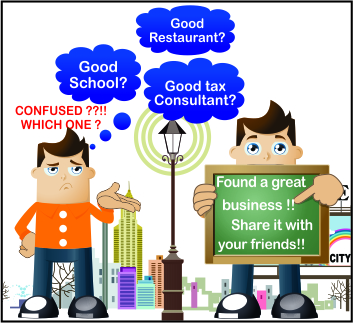 Good
Restaurant?
Good
School?
Good tax
Consultant?
CONFUSED ??!!
WHICH ONE ?
Found a great
business !!
Share it with
your friends!!
E
CITY